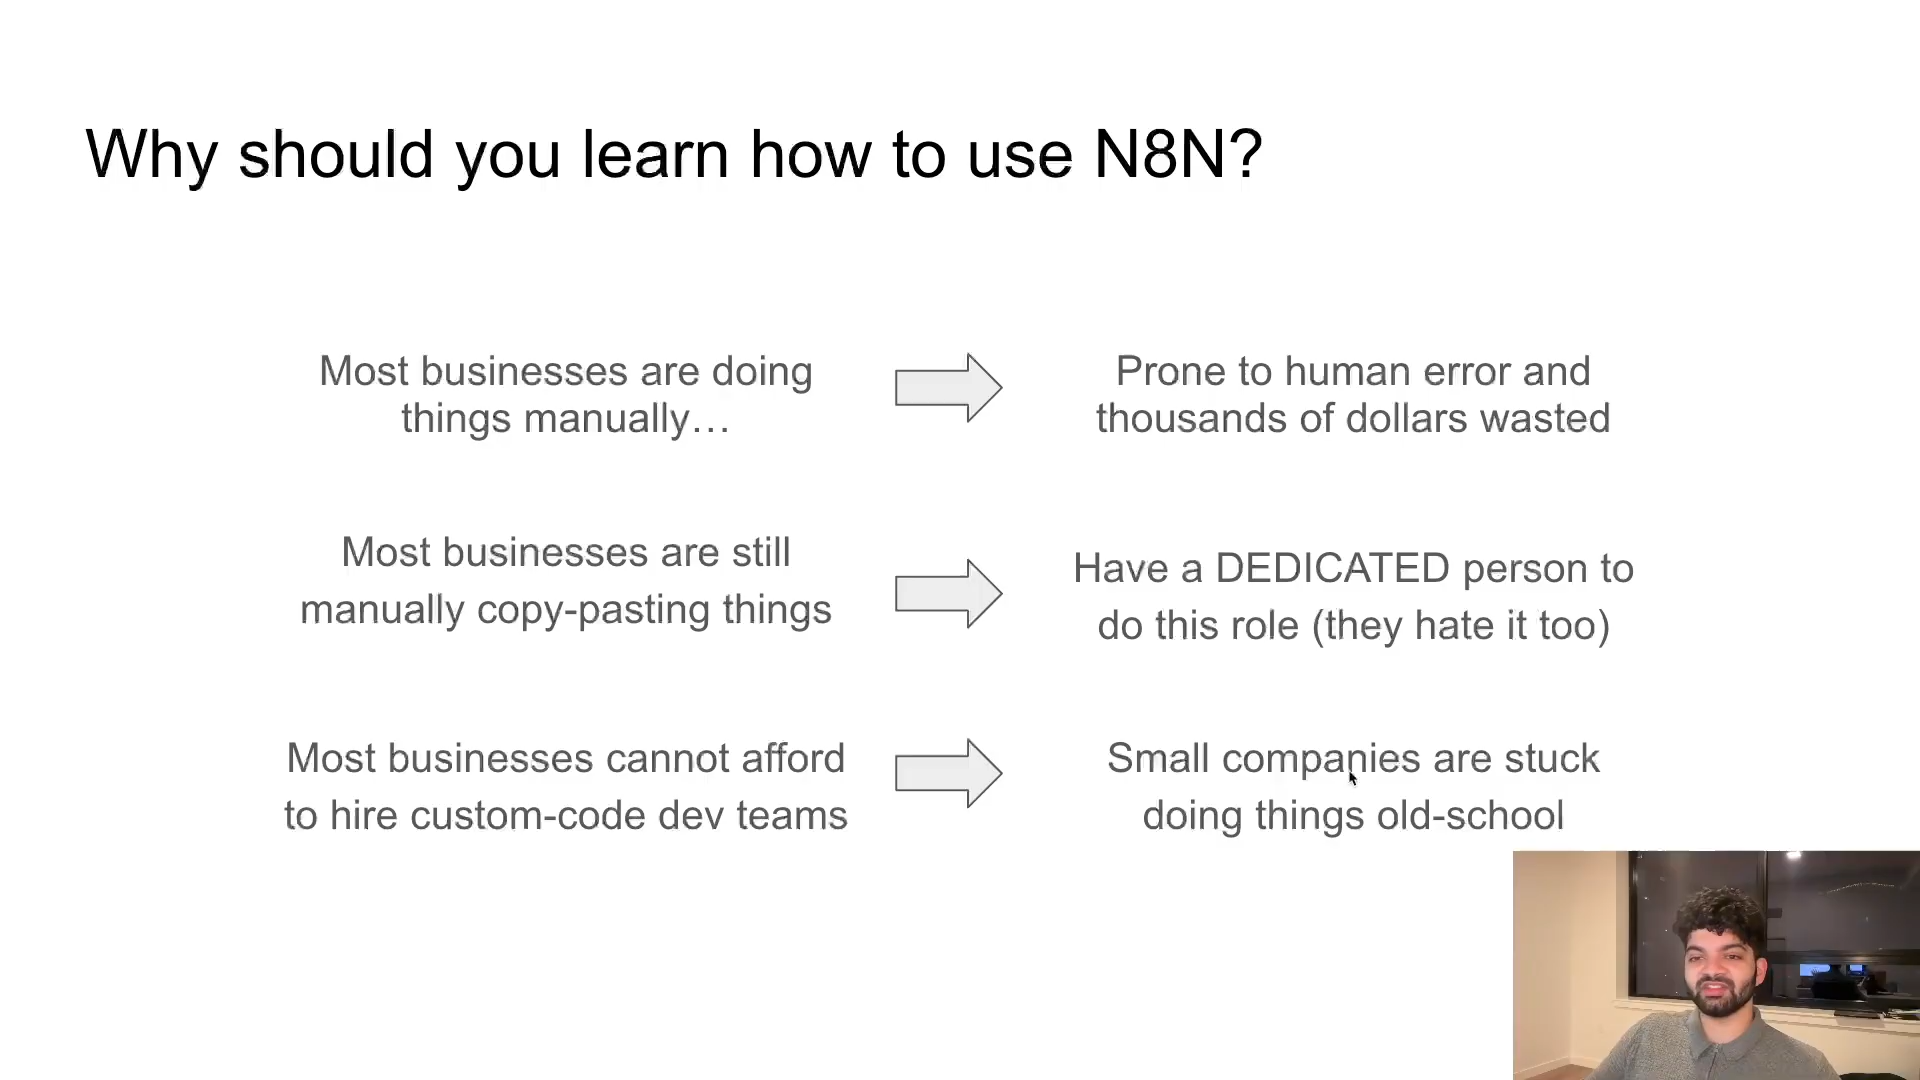 Why should you learn how to use N8N?
Most businesses are doing
things manually…
Prone to human error and
thousands of dollars wasted
Most businesses are still
manually copy-pasting things
Have a DEDICATED person to
do this role (they hate it too)
Most businesses cannot afford
to hire custom-code dev teams
Small companies are stuck
doing things old-school